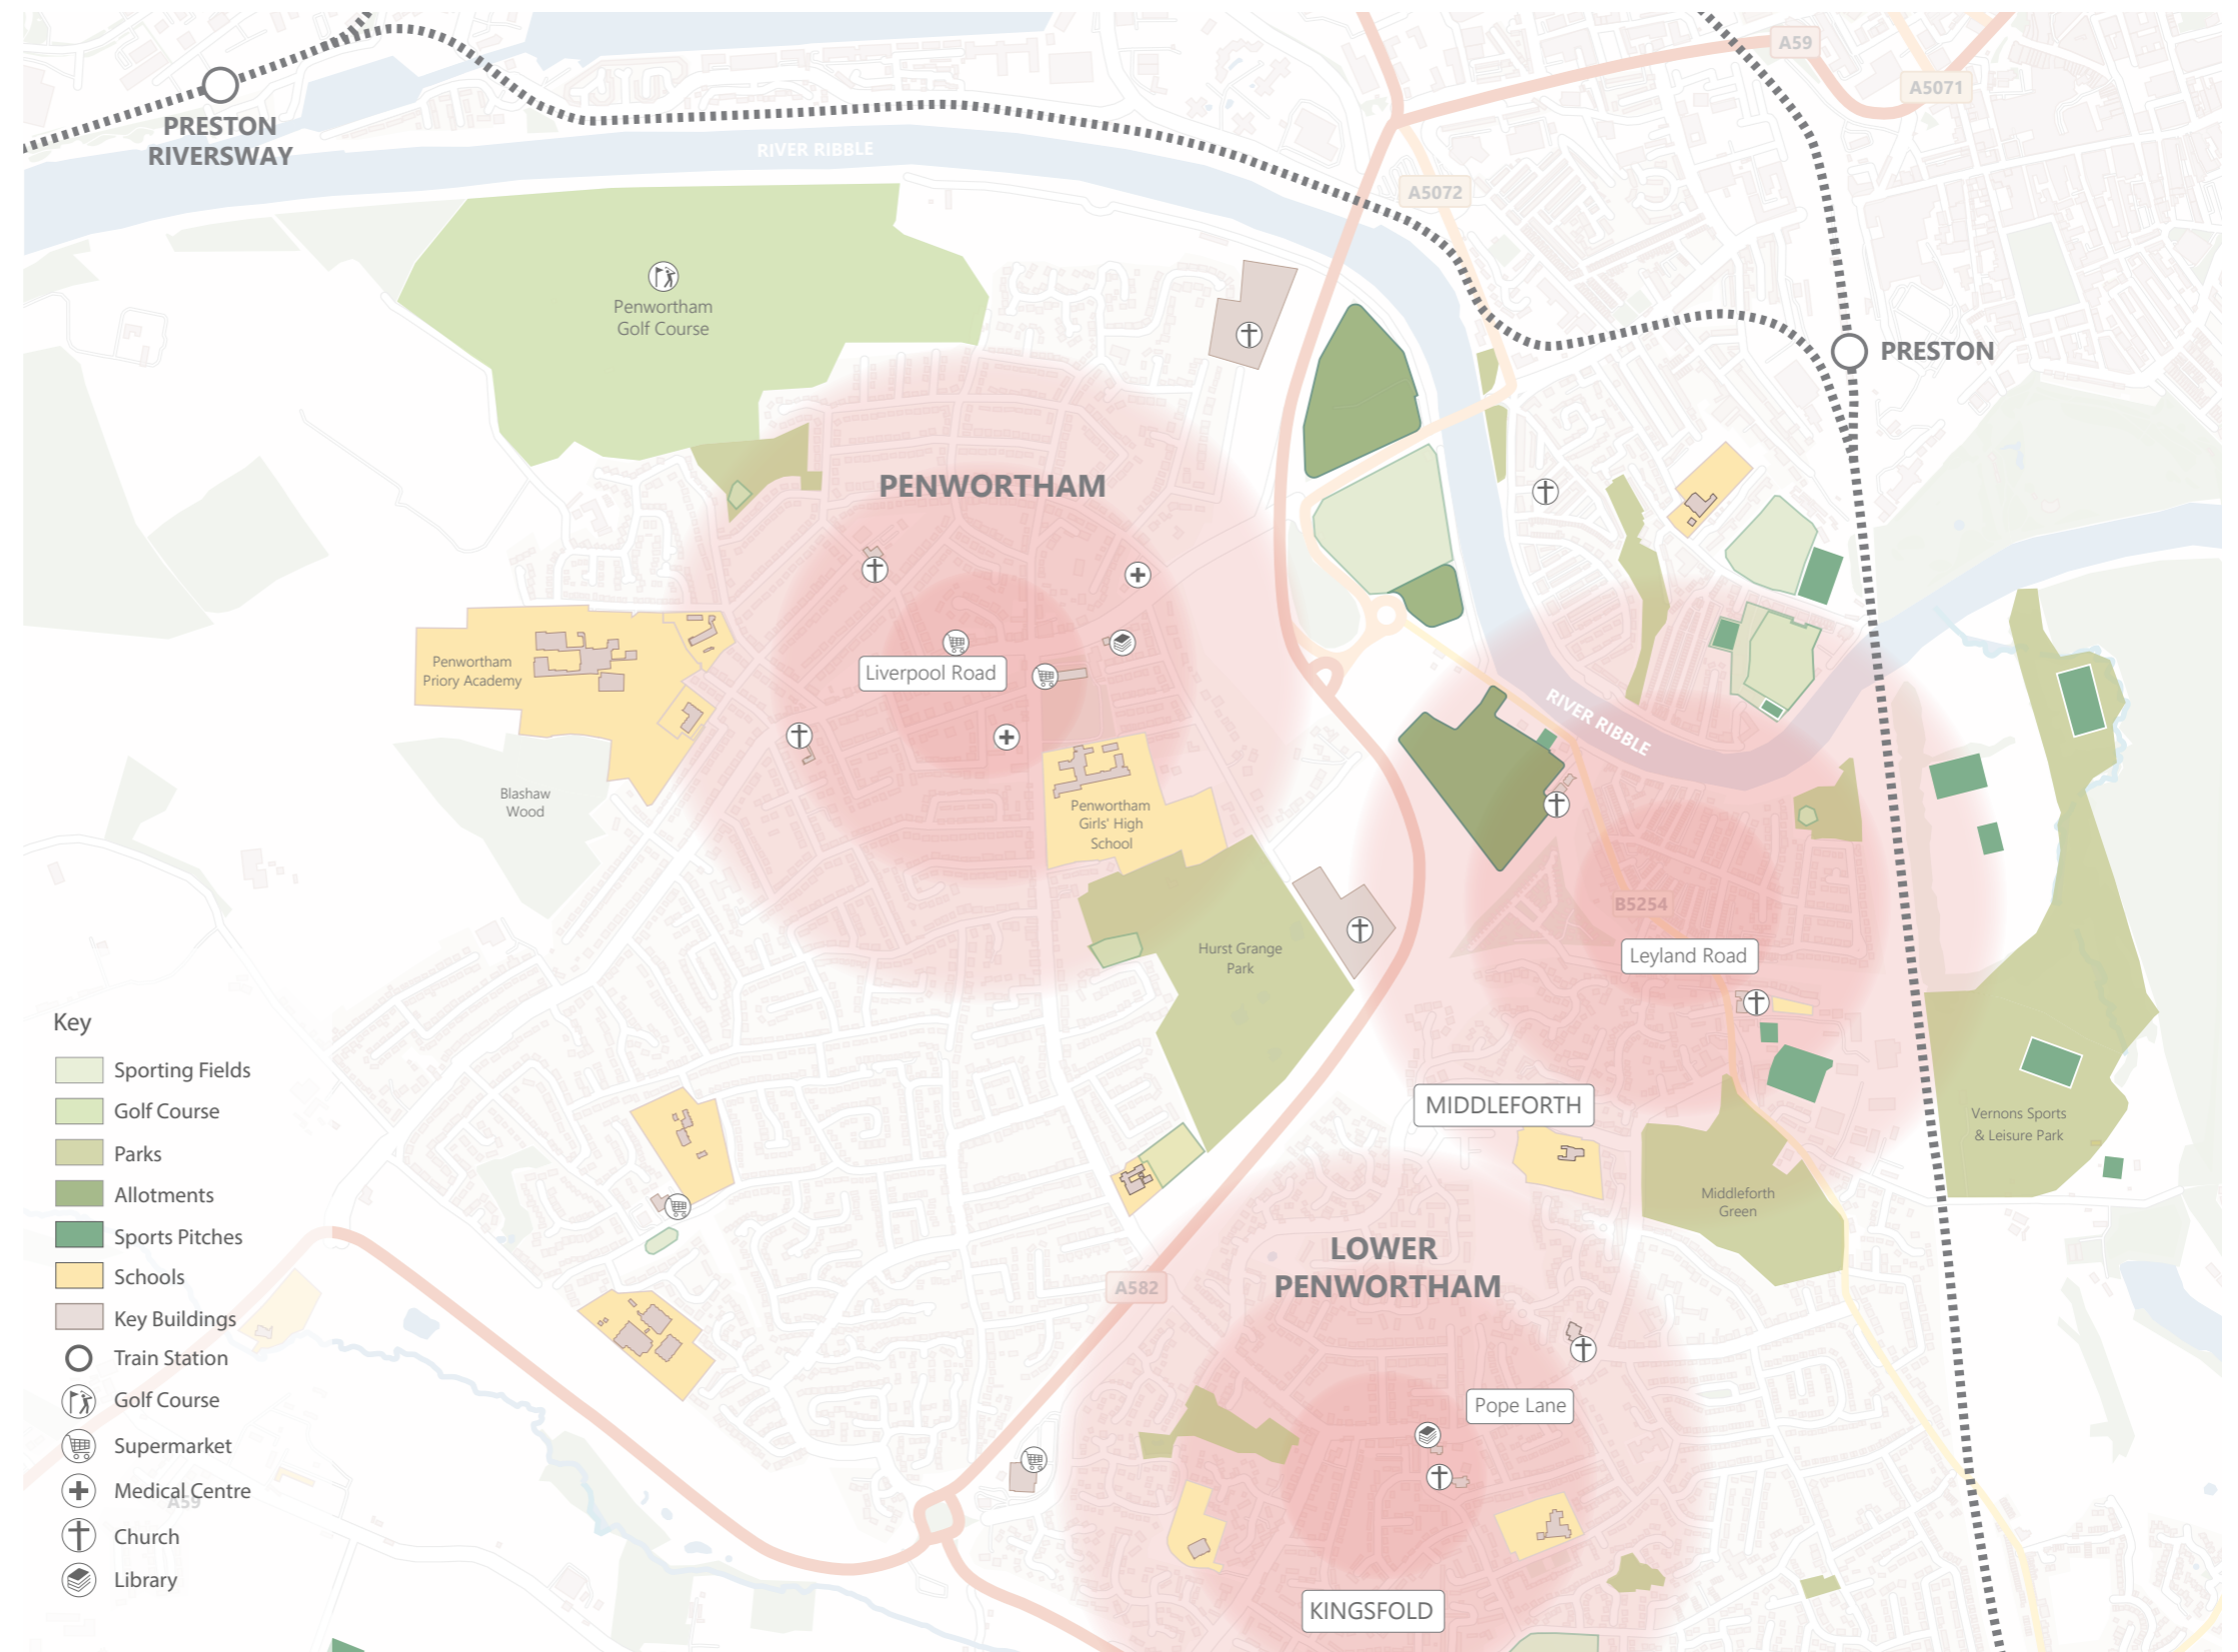 A59
A5071
PRESTON
RIVERSWAY
RIVER RIBBLE
A5072
Penwortham
Golf Course
PRESTON
PENWORTHAM
Penwortham
Priory Academy
Liverpool Road
RIVER RIBBLE
Blashaw
Wood
Penwortham
Girls' High
School
B5254
Hurst Grange
Park
Leyland Road
MIDDLEFORTH
Vernons Sports
& Leisure Park
Middleforth
Green
LOWER
PENWORTHAM
A582
Pope Lane
KINGSFOLD
A59
Key
Sporting Fields
Golf Course
Parks
Allotments
Sports Pitches
Schools
Key Buildings
Train Station
Golf Course
Supermarket
Medical Centre
Church
Library